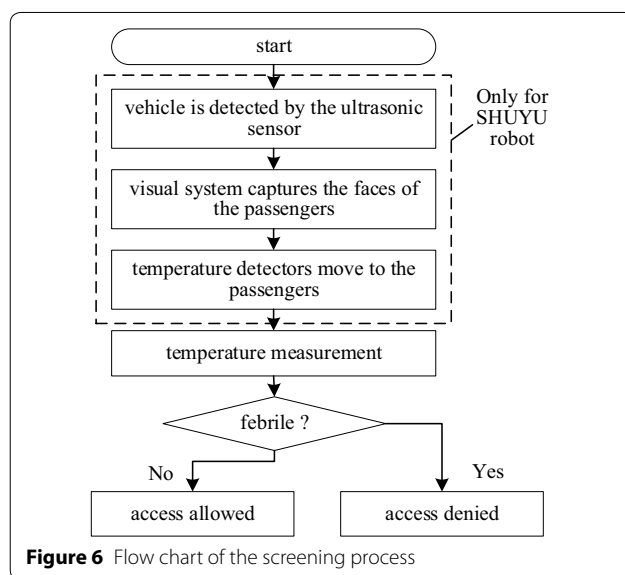 start
vehicle is detected by the ultrasonic
sensor
Only for
SHUYU
robot
visual system captures the faces of
the passengers
temperature detectors move to the
passengers
temperature measurement
febrile ?
No
Yes
access allowed
access denied
Figure 6 Flow chart of the screening process